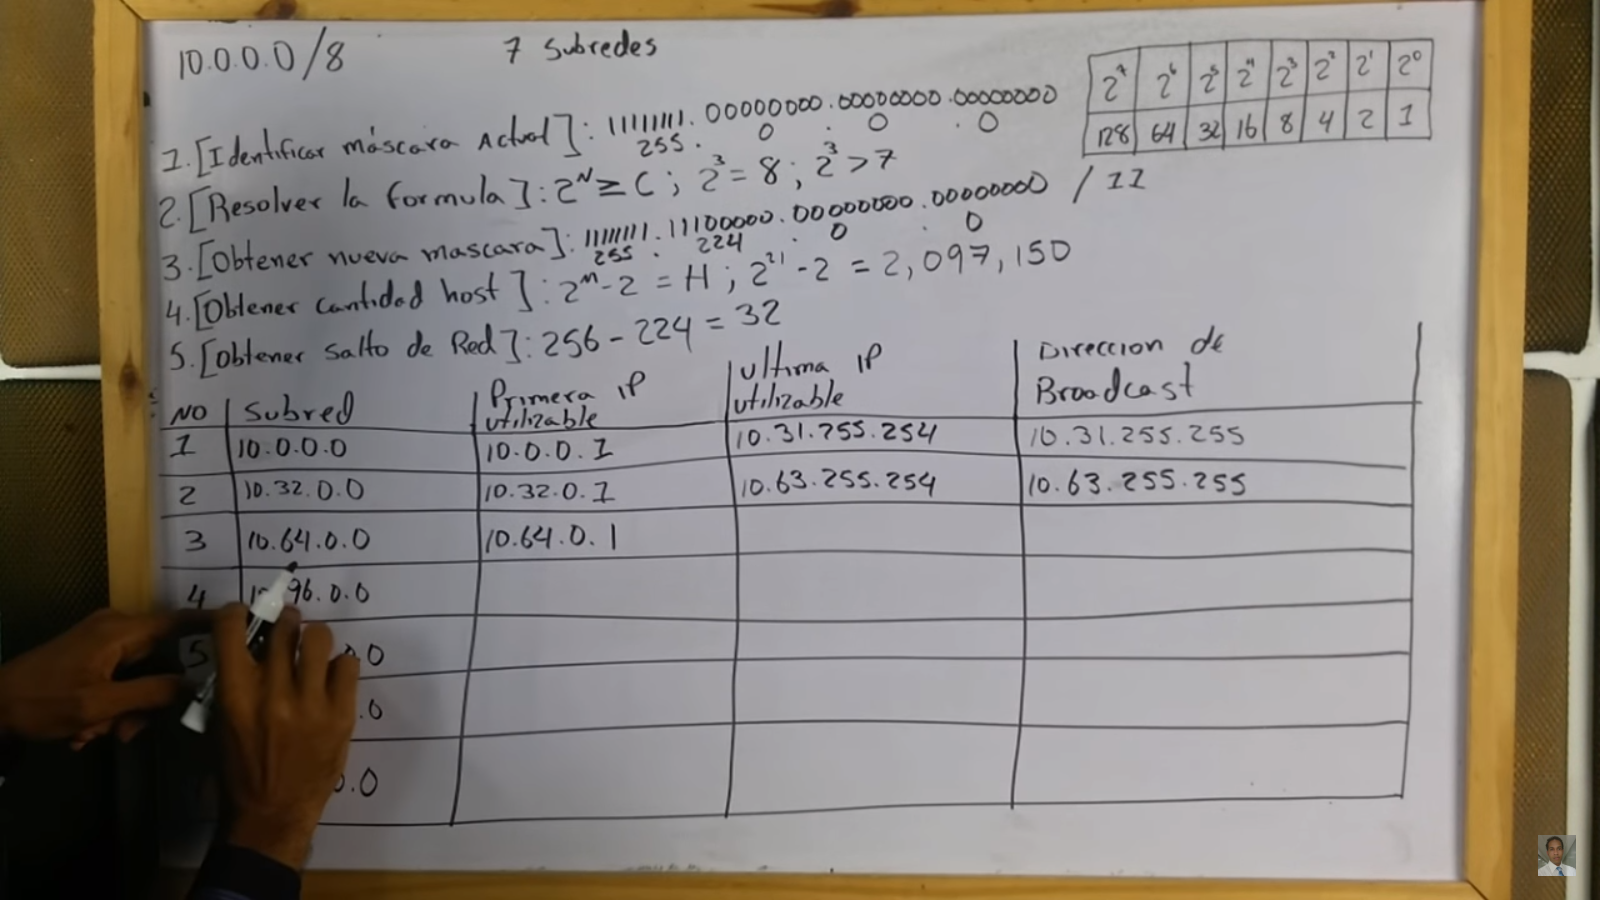 10.0.0.0/8 7 Subredes
2⁷ 2⁶ 2⁵ 2⁴ 2³ 2² 2¹ 2⁰
128 64 32 16 8 4 2 1
1.[Identificar máscara Actual]: 11111111.00000000.00000000.00000000
255. 0 . 0 . 0
2.[Resolver la formula]: 2ᴺ ≥ C ; 2³ = 8 ; 2³ > 7
3.[Obtener nueva mascara]: 11111111.11100000.00000000.00000000 / 11
255 . 224 . 0 . 0
4.[Obtener cantidad host]: 2ᵐ - 2 = H ; 2²¹ - 2 = 2,097,150
5.[Obtener salto de Red]: 256 - 224 = 32
NO Subred Primera IP utilizable Ultima IP utilizable Direccion de Broadcast
1 10.0.0.0 10.0.0.1 10.31.255.254 10.31.255.255
2 10.32.0.0 10.32.0.1 10.63.255.254 10.63.255.255
3 10.64.0.0 10.64.0.1
4 96.0.0
5 .0
.0
.0